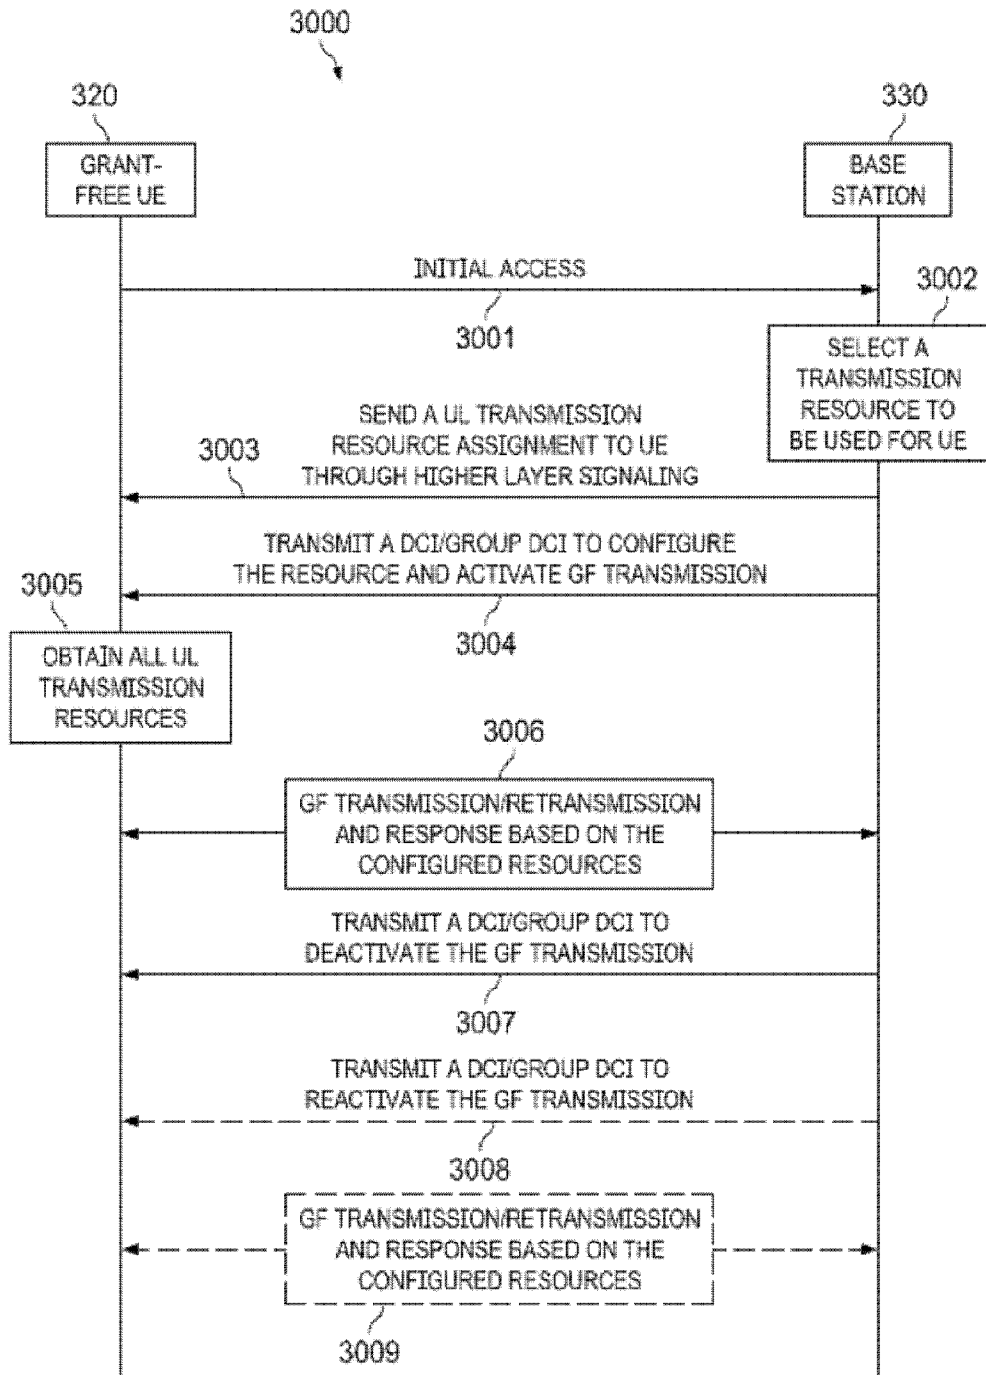 3000
320
330
GRANT-
FREE UE
BASE
STATION
INITIAL ACCESS
3001
3002
SELECT A
TRANSMISSION
RESOURCE TO
BE USED FOR UE
SEND A UL TRANSMISSION
RESOURCE ASSIGNMENT TO UE
THROUGH HIGHER LAYER SIGNALING
3003
TRANSMIT A DCI/GROUP DCI TO CONFIGURE
THE RESOURCE AND ACTIVATE GF TRANSMISSION
3004
3005
OBTAIN ALL UL
TRANSMISSION
RESOURCES
3006
GF TRANSMISSION/RETRANSMISSION
AND RESPONSE BASED ON THE
CONFIGURED RESOURCES
TRANSMIT A DCI/GROUP DCI TO
DEACTIVATE THE GF TRANSMISSION
3007
TRANSMIT A DCI/GROUP DCI TO
REACTIVATE THE GF TRANSMISSION
3008
GF TRANSMISSION/RETRANSMISSION
AND RESPONSE BASED ON THE
CONFIGURED RESOURCES
3009